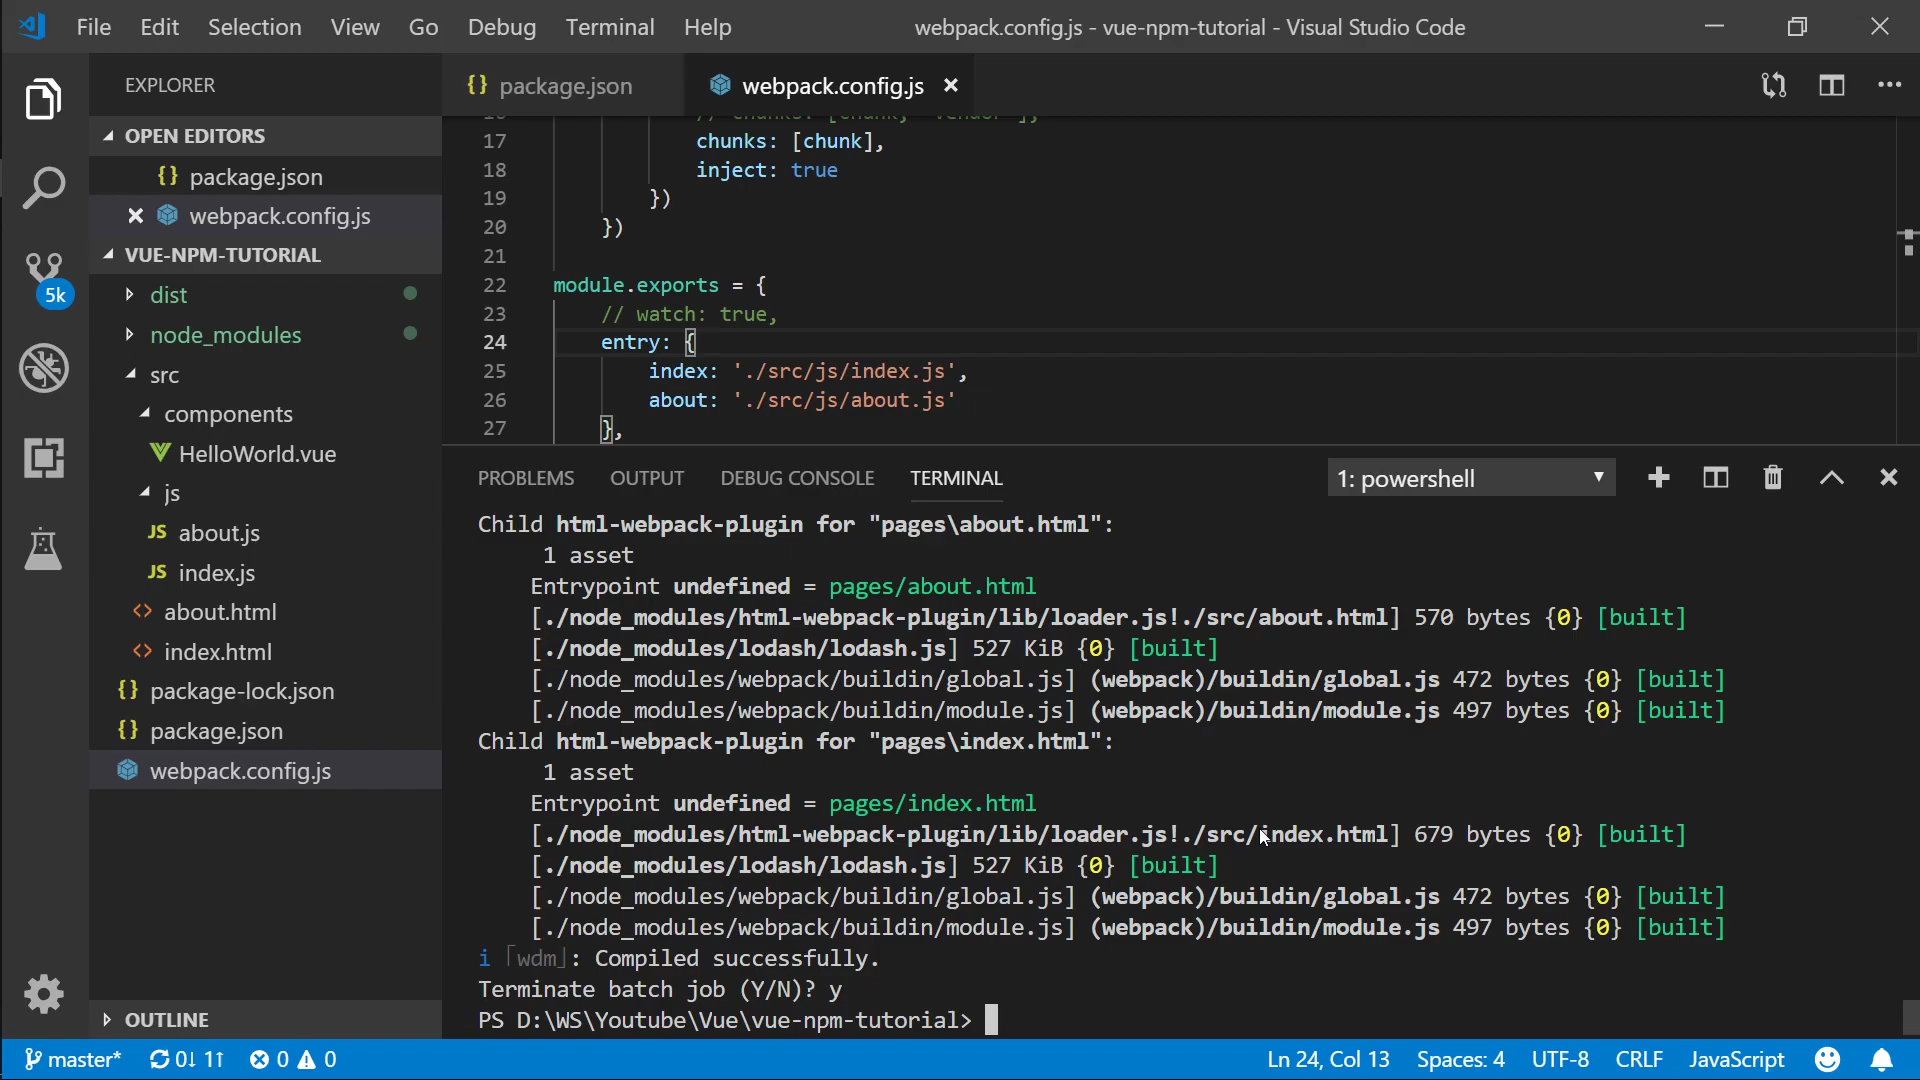 File Edit Selection View Go Debug Terminal Help webpack.config.js - vue-npm-tutorial - Visual Studio Code
EXPLORER
OPEN EDITORS
{} package.json
webpack.config.js
VUE-NPM-TUTORIAL
dist
node_modules
src
components
HelloWorld.vue
js
JS about.js
JS index.js
<> about.html
<> index.html
{} package-lock.json
{} package.json
webpack.config.js
OUTLINE
5k
{} package.json webpack.config.js
17 chunks: [chunk],
18 inject: true
19 })
20 })
21
22 module.exports = {
23 // watch: true,
24 entry: {
25 index: './src/js/index.js',
26 about: './src/js/about.js'
27 },
PROBLEMS OUTPUT DEBUG CONSOLE TERMINAL 1: powershell
Child html-webpack-plugin for "pages\about.html":
1 asset
Entrypoint undefined = pages/about.html
[./node_modules/html-webpack-plugin/lib/loader.js!./src/about.html] 570 bytes {0} [built]
[./node_modules/lodash/lodash.js] 527 KiB {0} [built]
[./node_modules/webpack/buildin/global.js] (webpack)/buildin/global.js 472 bytes {0} [built]
[./node_modules/webpack/buildin/module.js] (webpack)/buildin/module.js 497 bytes {0} [built]
Child html-webpack-plugin for "pages\index.html":
1 asset
Entrypoint undefined = pages/index.html
[./node_modules/html-webpack-plugin/lib/loader.js!./src/index.html] 679 bytes {0} [built]
[./node_modules/lodash/lodash.js] 527 KiB {0} [built]
[./node_modules/webpack/buildin/global.js] (webpack)/buildin/global.js 472 bytes {0} [built]
[./node_modules/webpack/buildin/module.js] (webpack)/buildin/module.js 497 bytes {0} [built]
i ｢wdm｣: Compiled successfully.
Terminate batch job (Y/N)? y
PS D:\WS\Youtube\Vue\vue-npm-tutorial>
master* 0↓ 1↑ 0 0 Ln 24, Col 13 Spaces: 4 UTF-8 CRLF JavaScript